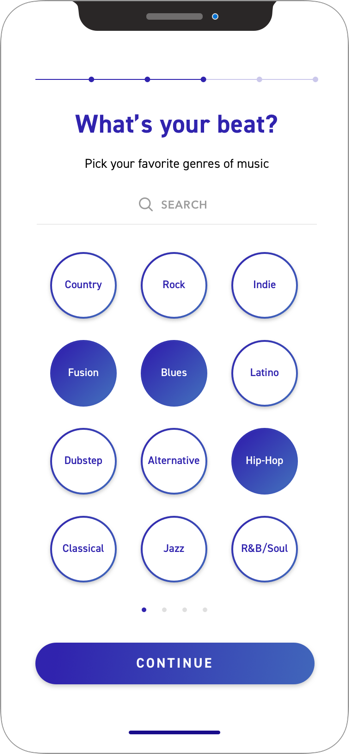 What's your beat?
Pick your favorite genres of music
SEARCH
Country Rock Indie
Fusion Blues Latino
Dubstep Alternative Hip-Hop
Classical Jazz R&B/Soul
CONTINUE